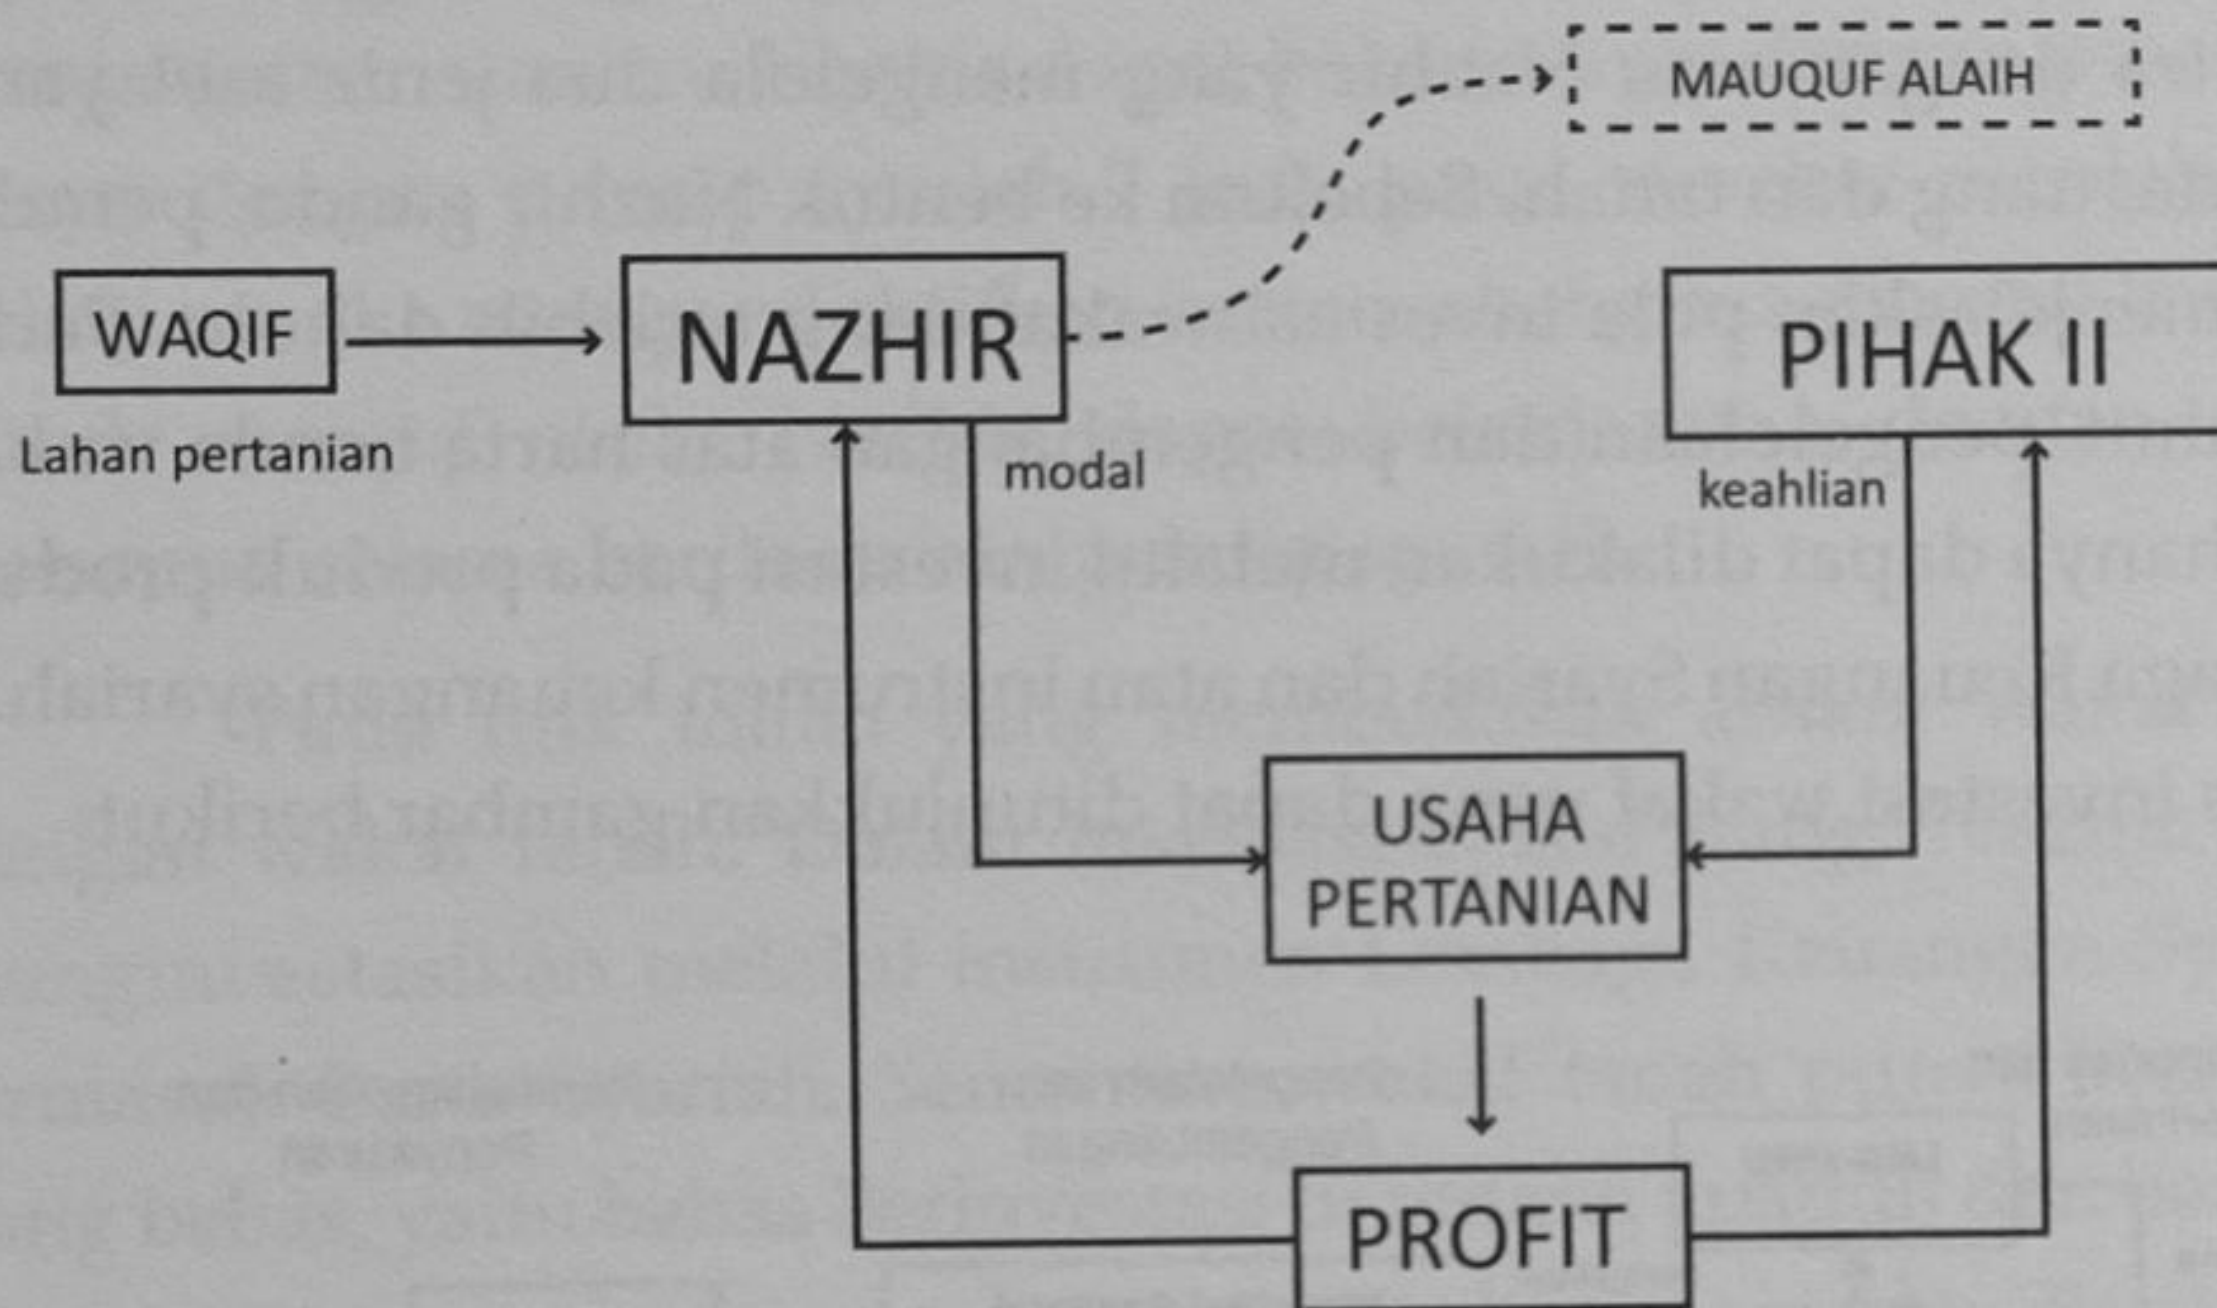 MAUQUF ALAIH
WAQIF
NAZHIR
PIHAK II
Lahan pertanian
modal
keahlian
USAHA
PERTANIAN
PROFIT